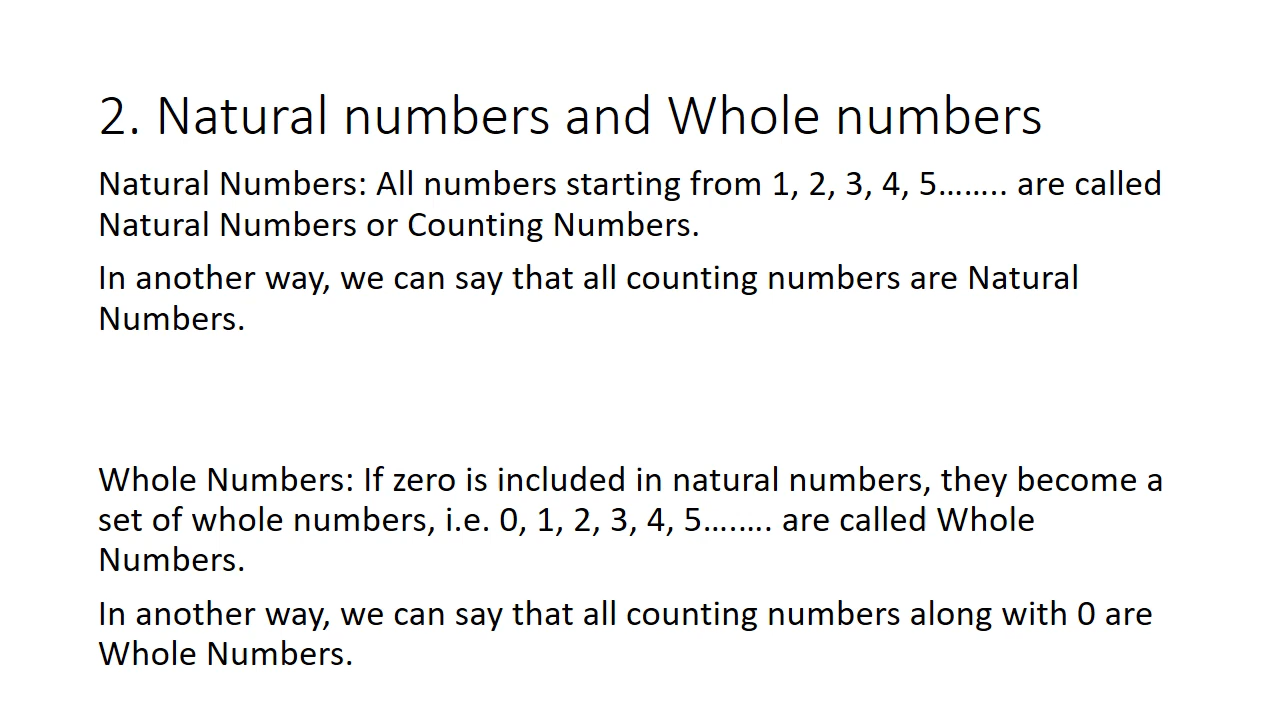 2. Natural numbers and Whole numbers
Natural Numbers: All numbers starting from 1, 2, 3, 4, 5…….. are called
Natural Numbers or Counting Numbers.
In another way, we can say that all counting numbers are Natural
Numbers.
Whole Numbers: If zero is included in natural numbers, they become a
set of whole numbers, i.e. 0, 1, 2, 3, 4, 5….…. are called Whole
Numbers.
In another way, we can say that all counting numbers along with 0 are
Whole Numbers.